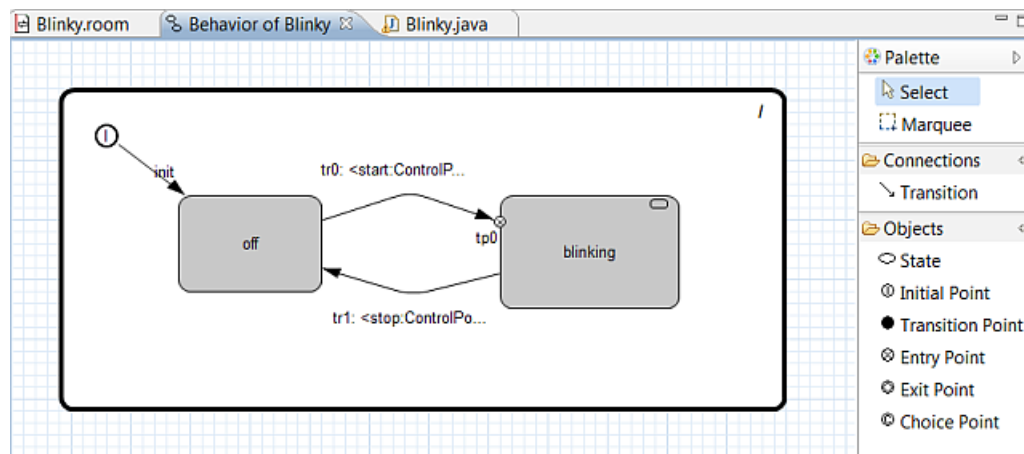 Blinky.room
Behavior of Blinky
Blinky.java
Palette
Select
Marquee
Connections
Transition
Objects
State
Initial Point
Transition Point
Entry Point
Exit Point
Choice Point
/
init
tr0: <start:ControlP...
off
tp0
blinking
tr1: <stop:ControlPo...